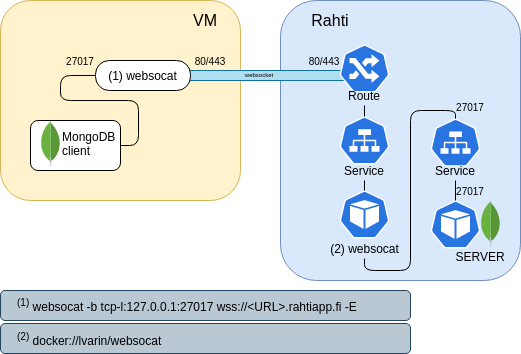 VM
Rahti
27017
80/443
80/443
27017
(1) websocat
websocket
Route
MongoDB
client
Service
Service
27017
(2) websocat
SERVER
(1) websocat -b tcp-l:127.0.0.1:27017 wss://<URL>.rahtiapp.fi -E
(2) docker://lvarin/websocat